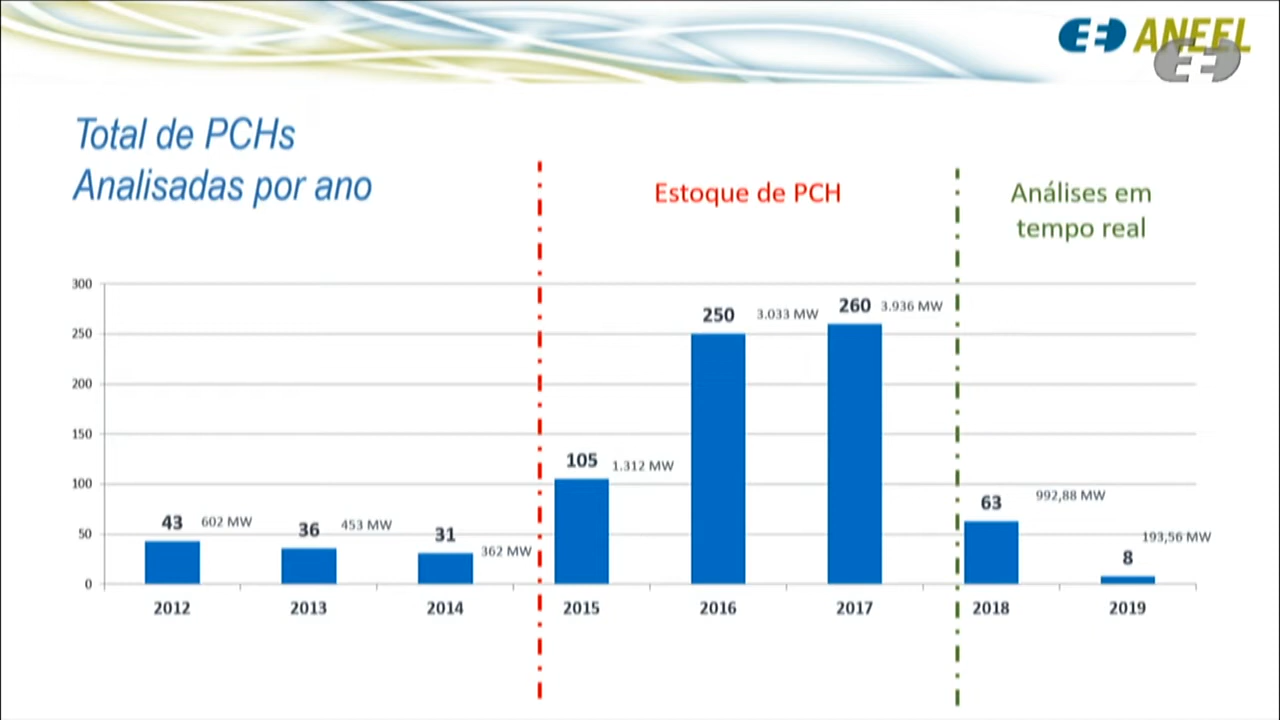 ANEEL
Total de PCHs
Analisadas por ano
Estoque de PCH
Análises em
tempo real
300
250
200
150
100
50
0
43 602 MW
36 453 MW
31 362 MW
105 1.312 MW
250 3.033 MW
260 3.936 MW
63 992,88 MW
8 193,56 MW
2012 2013 2014 2015 2016 2017 2018 2019